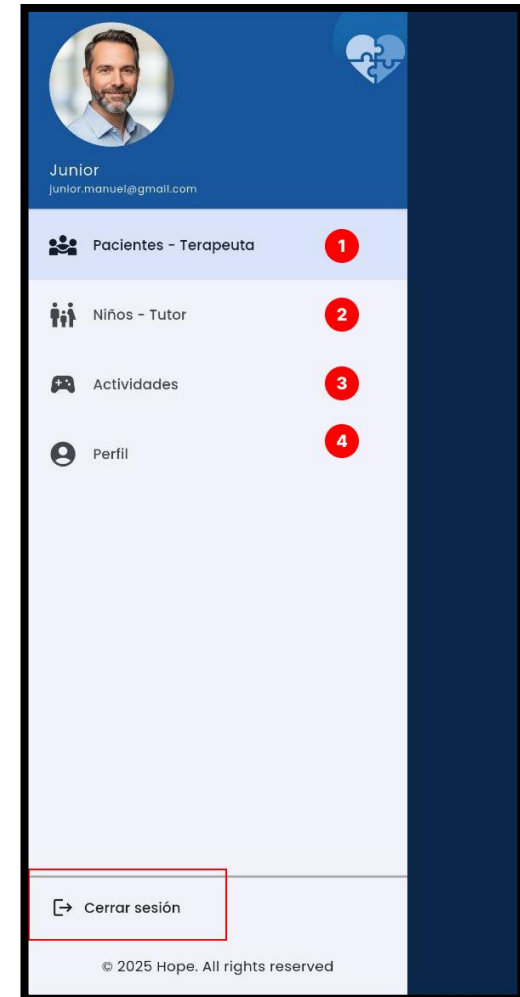 Junior
junior.manuel@gmail.com
Pacientes - Terapeuta 1
Niños - Tutor 2
Actividades 3
4
Perfil
Cerrar sesión
© 2025 Hope. All rights reserved